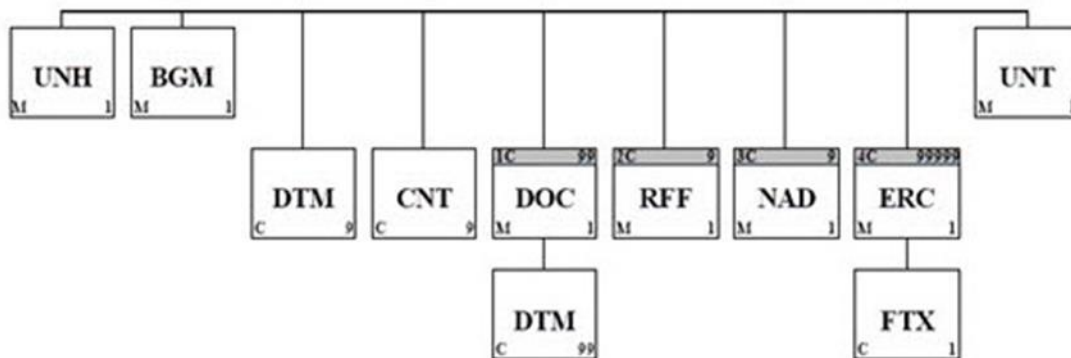 UNH BGM UNT
M 1 M 1 M 1
1C 99 2C 9 3C 9 4C 99999
DTM CNT DOC RFF NAD ERC
C 9 C 9 M 1 M 1 M 1 M 1
DTM FTX
C 99 C 1